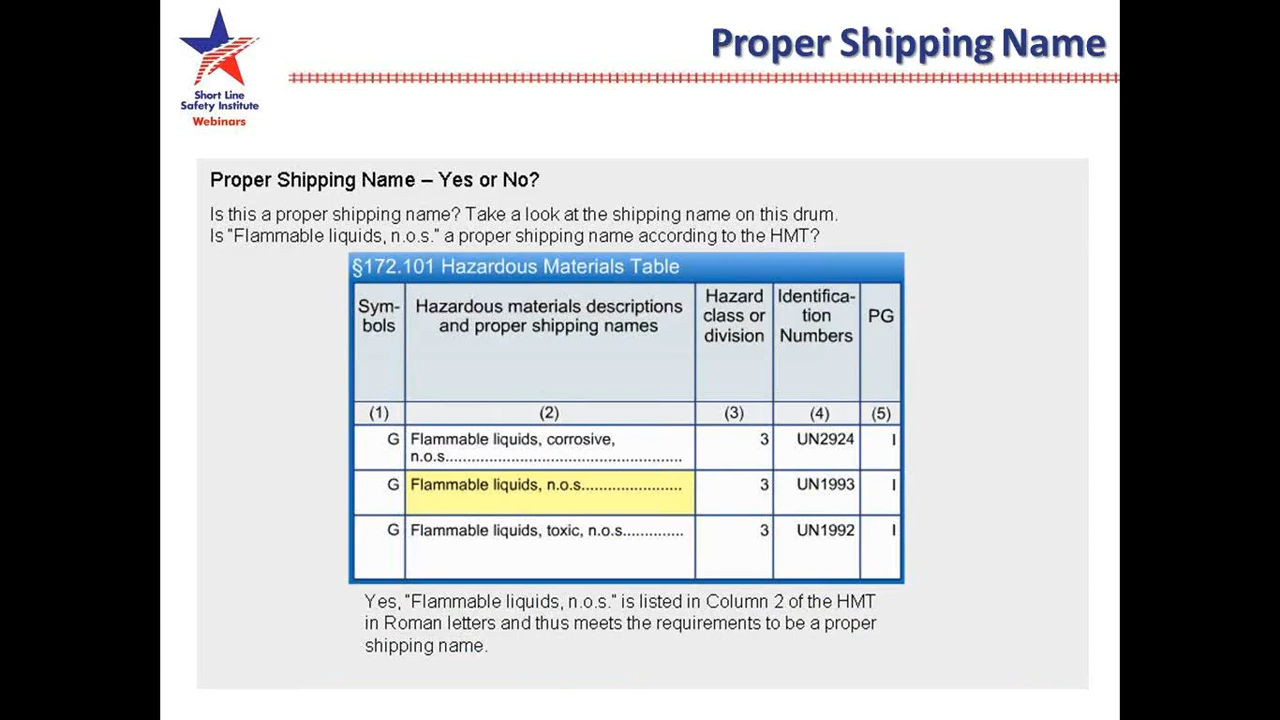 Proper Shipping Name
Short Line
Safety Institute
Webinars
Proper Shipping Name – Yes or No?
Is this a proper shipping name? Take a look at the shipping name on this drum.
Is "Flammable liquids, n.o.s." a proper shipping name according to the HMT?
§172.101 Hazardous Materials Table
Sym-
bols
Hazardous materials descriptions
and proper shipping names
Hazard
class or
division
Identifica-
tion
Numbers
PG
(1) (2) (3) (4) (5)
G Flammable liquids, corrosive, 3 UN2924 I
n.o.s.....................................................
G Flammable liquids, n.o.s....................... 3 UN1993 I
G Flammable liquids, toxic, n.o.s.............. 3 UN1992 I
Yes, "Flammable liquids, n.o.s." is listed in Column 2 of the HMT
in Roman letters and thus meets the requirements to be a proper
shipping name.